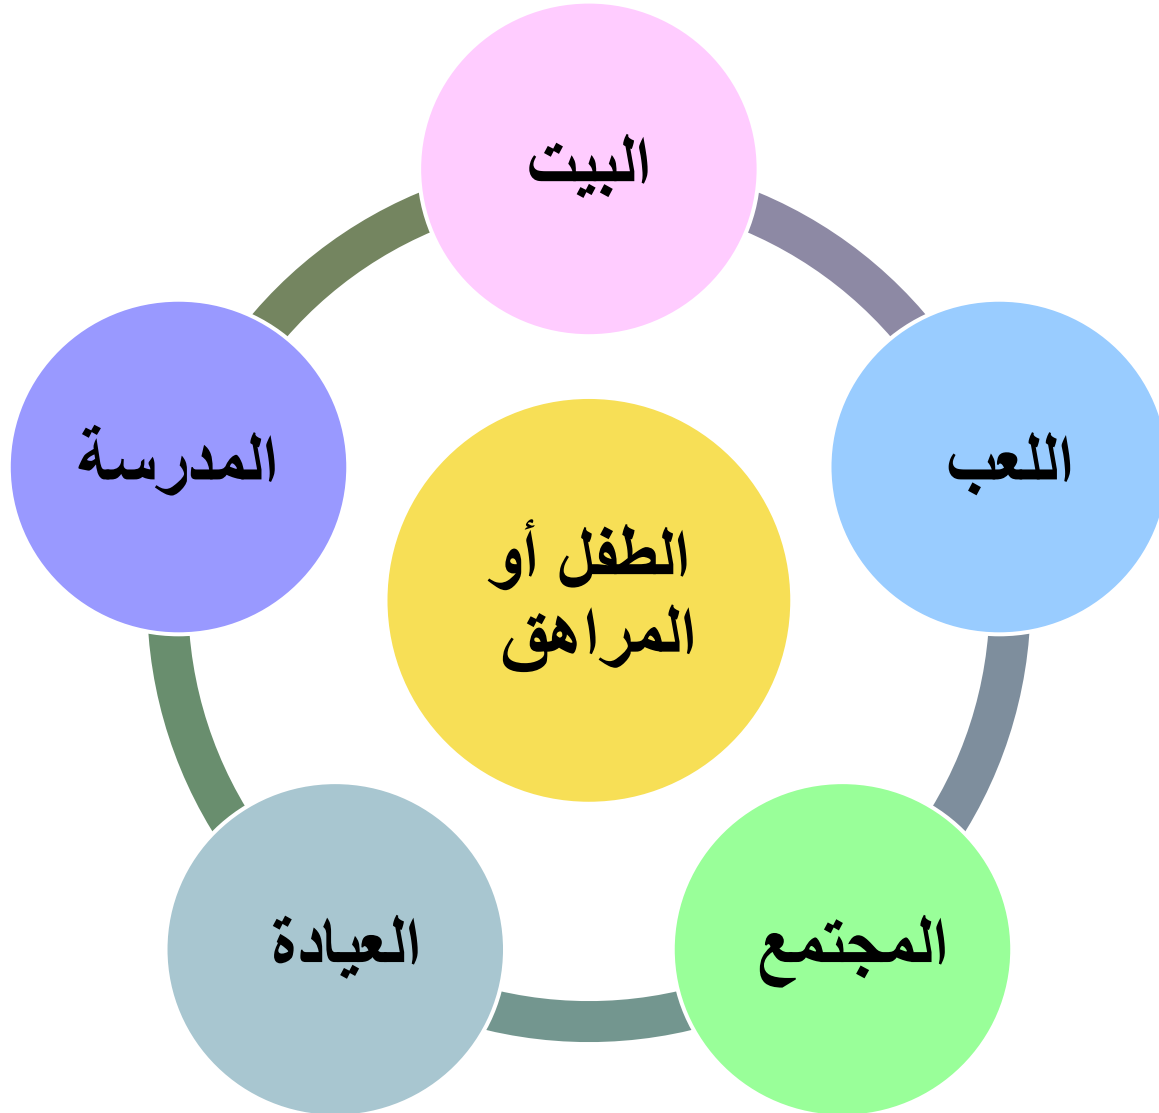 البيت
اللعب
المدرسة
الطفل أو
المراهق
المجتمع
العيادة